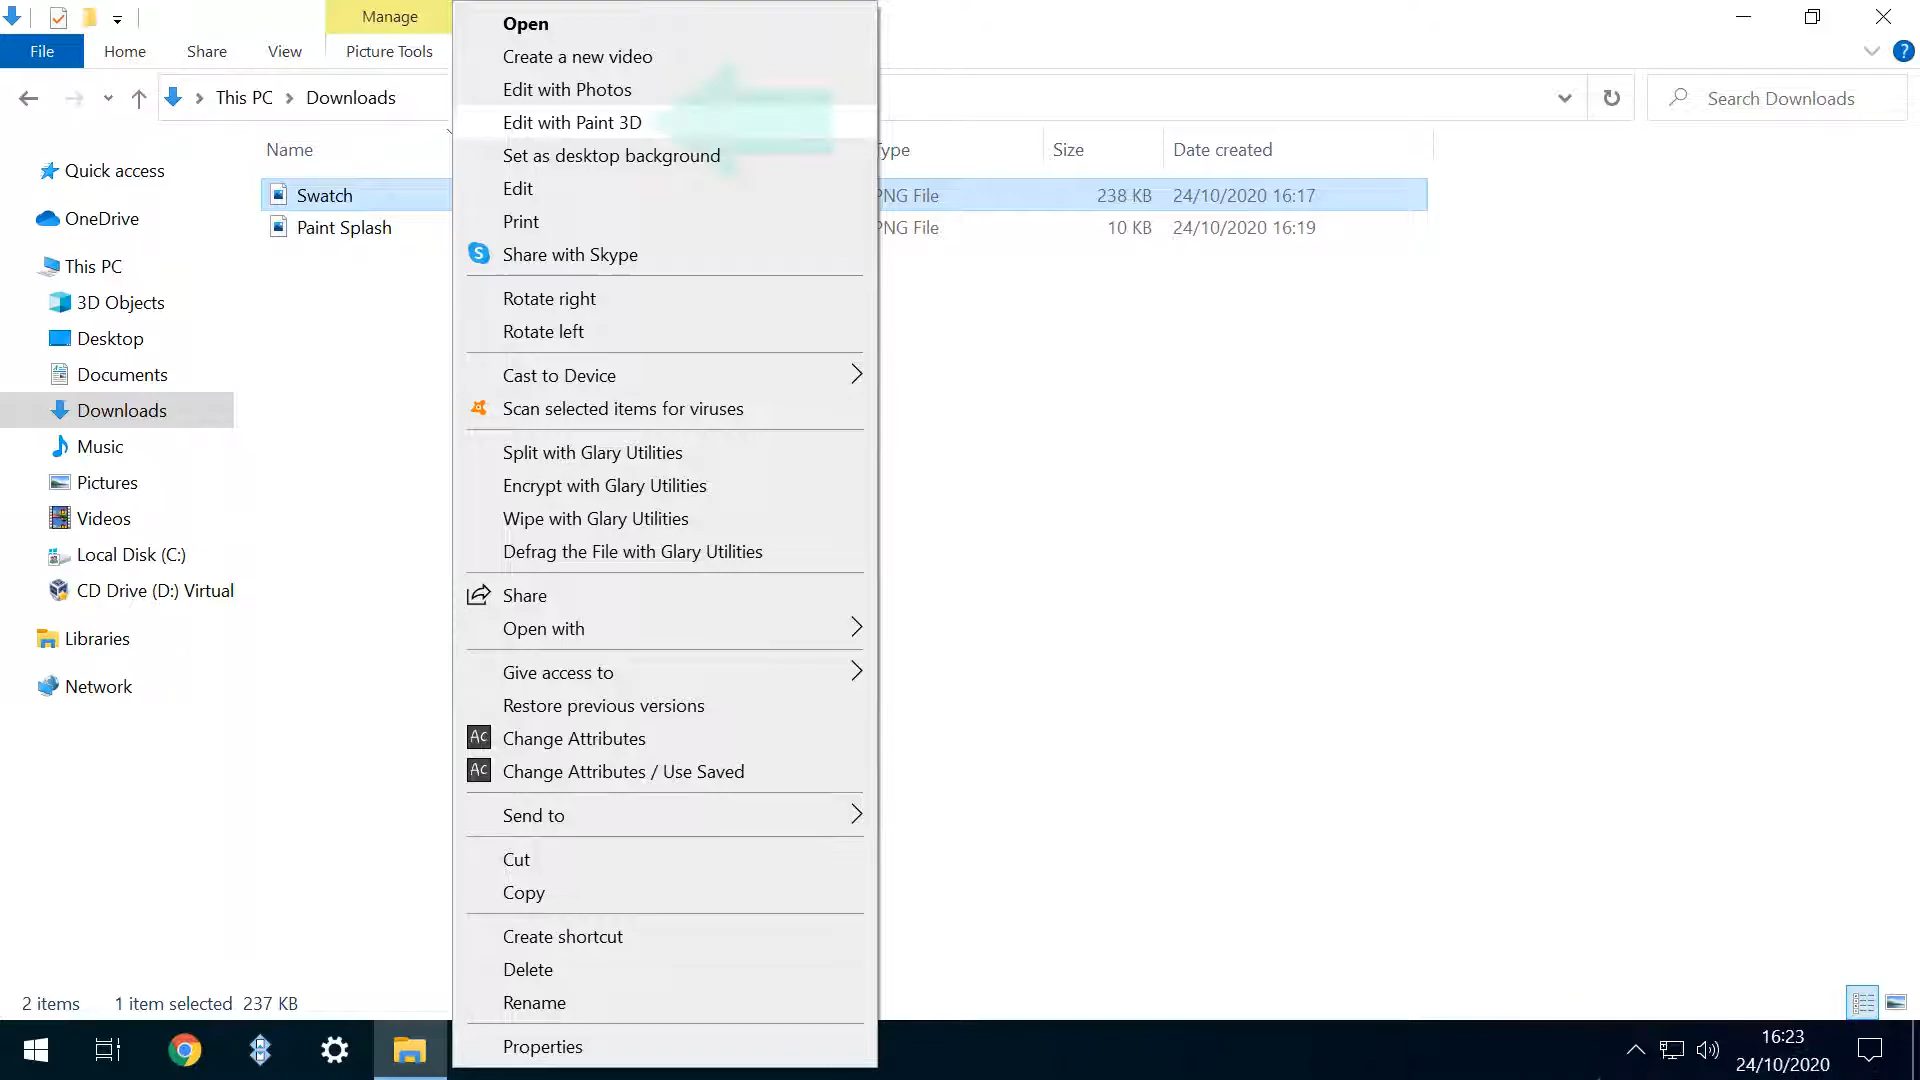 Manage
File
Home
Share
View
Picture Tools
This PC
Downloads
Search Downloads
Name
Type
Size
Date created
Swatch
PNG File
238 KB
24/10/2020 16:17
Paint Splash
PNG File
10 KB
24/10/2020 16:19
Quick access
OneDrive
This PC
3D Objects
Desktop
Documents
Downloads
Music
Pictures
Videos
Local Disk (C:)
CD Drive (D:) Virtual
Libraries
Network
Open
Create a new video
Edit with Photos
Edit with Paint 3D
Set as desktop background
Edit
Print
Share with Skype
Rotate right
Rotate left
Cast to Device
Scan selected items for viruses
Split with Glary Utilities
Encrypt with Glary Utilities
Wipe with Glary Utilities
Defrag the File with Glary Utilities
Share
Open with
Give access to
Restore previous versions
AC Change Attributes
AC Change Attributes / Use Saved
Send to
Cut
Copy
Create shortcut
Delete
Rename
Properties
2 items 1 item selected 237 KB
16:23
24/10/2020